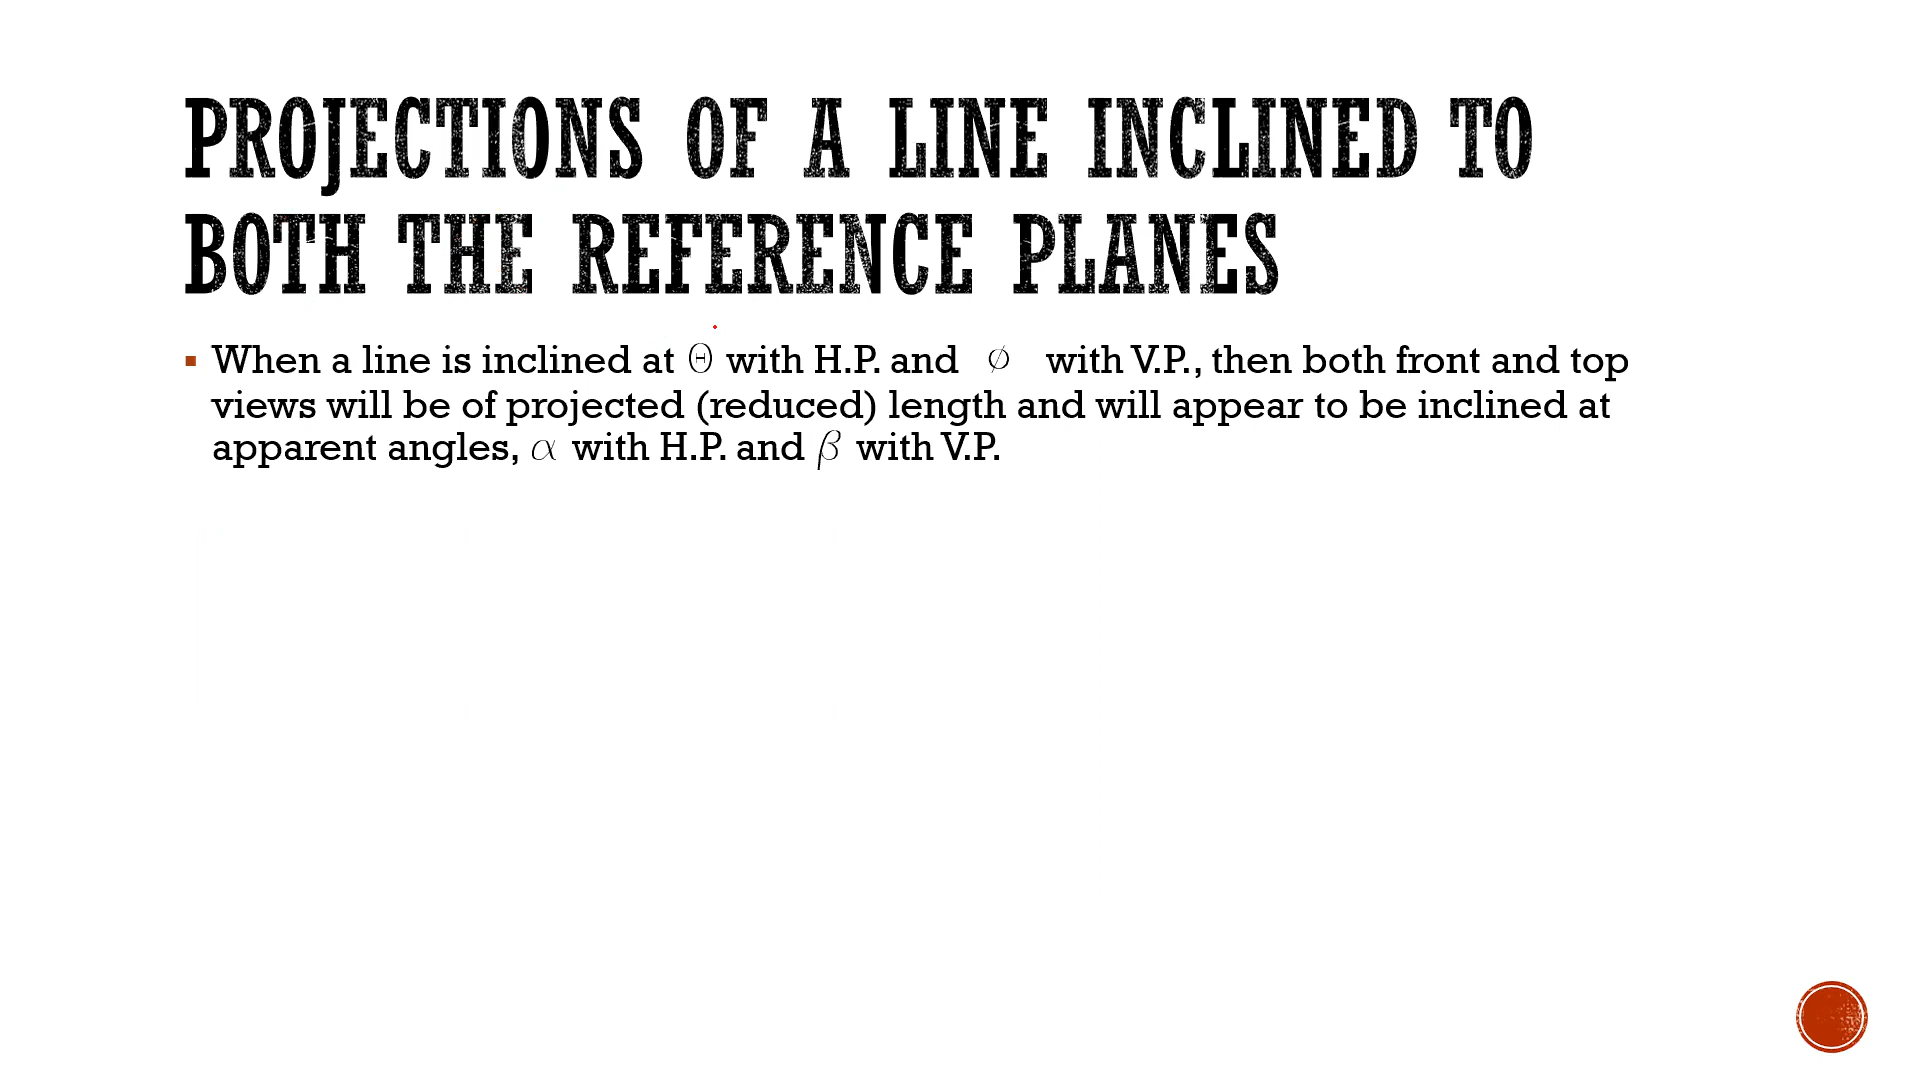 PROJECTIONS OF A LINE INCLINED TO
BOTH THE REFERENCE PLANES
▪ When a line is inclined at Θ with H.P. and ∅ with V.P., then both front and top
views will be of projected (reduced) length and will appear to be inclined at
apparent angles, α with H.P. and β with V.P.